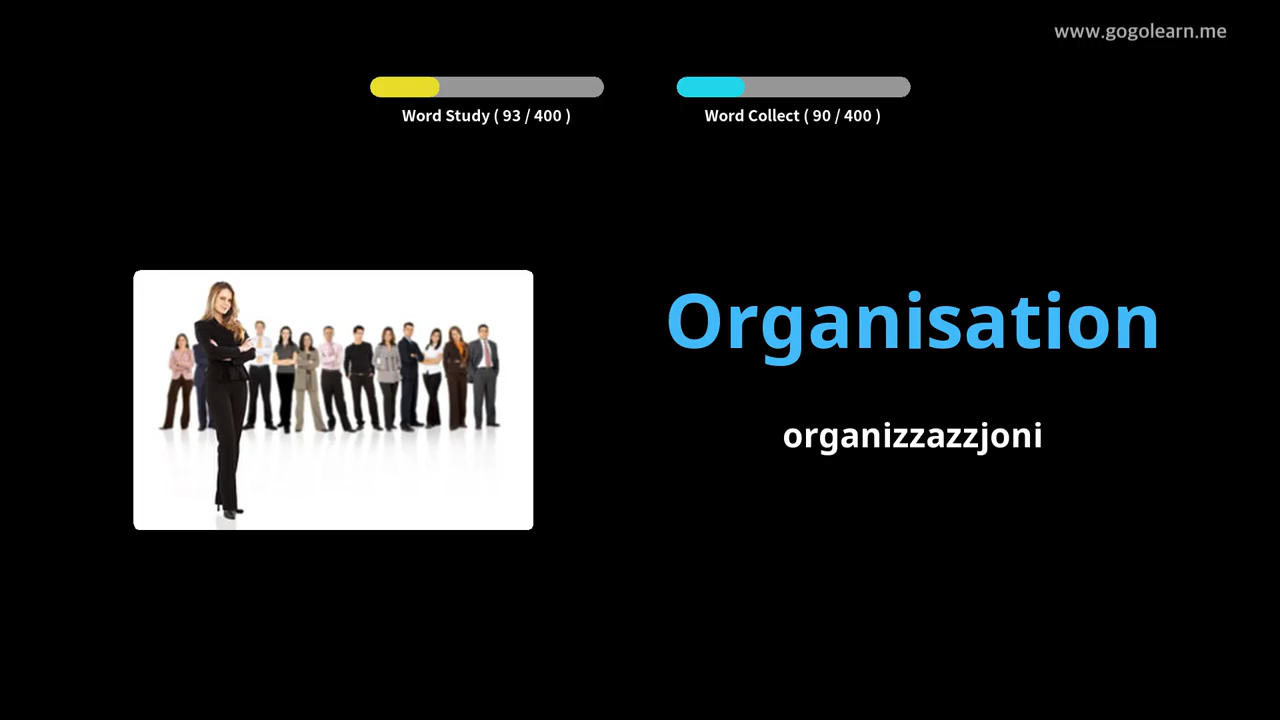 www.gogolearn.me
Word Study ( 93 / 400 )
Word Collect ( 90 / 400 )
Organisation
organizzazzjoni